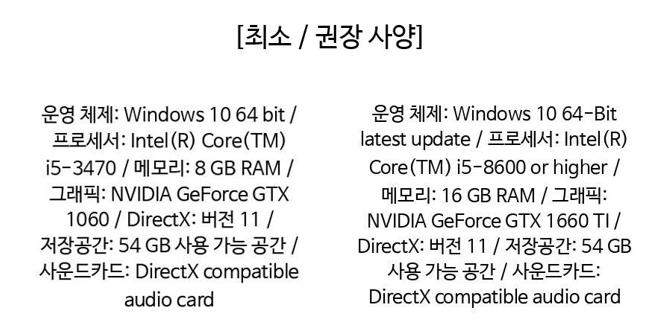 [최소 / 권장 사양]
운영 체제: Windows 10 64 bit /
프로세서: Intel(R) Core(TM)
i5-3470 / 메모리: 8 GB RAM /
그래픽: NVIDIA GeForce GTX
1060 / DirectX: 버전 11 /
저장공간: 54 GB 사용 가능 공간 /
사운드카드: DirectX compatible
audio card
운영 체제: Windows 10 64-Bit
latest update / 프로세서: Intel(R)
Core(TM) i5-8600 or higher /
메모리: 16 GB RAM / 그래픽:
NVIDIA GeForce GTX 1660 TI /
DirectX: 버전 11 / 저장공간: 54 GB
사용 가능 공간 / 사운드카드:
DirectX compatible audio card